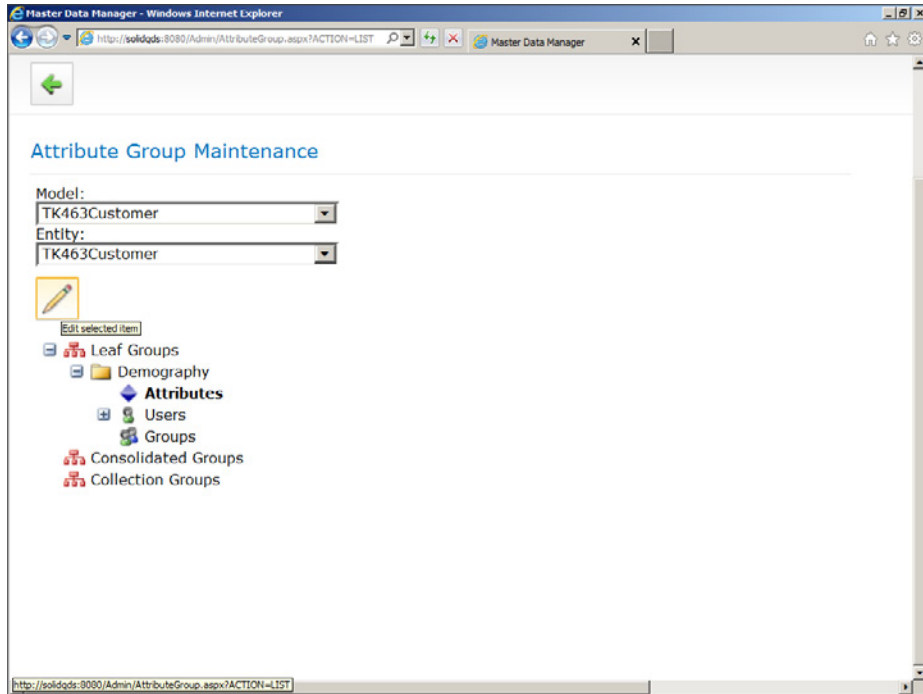 Master Data Manager - Windows Internet Explorer
http://solidqds:8080/Admin/AttributeGroup.aspx?ACTION=LIST
Master Data Manager
Attribute Group Maintenance
Model:
TK463Customer
Entity:
TK463Customer
Edit selected item
Leaf Groups
Demography
Attributes
Users
Groups
Consolidated Groups
Collection Groups
http://solidqds:8080/Admin/AttributeGroup.aspx?ACTION=LIST